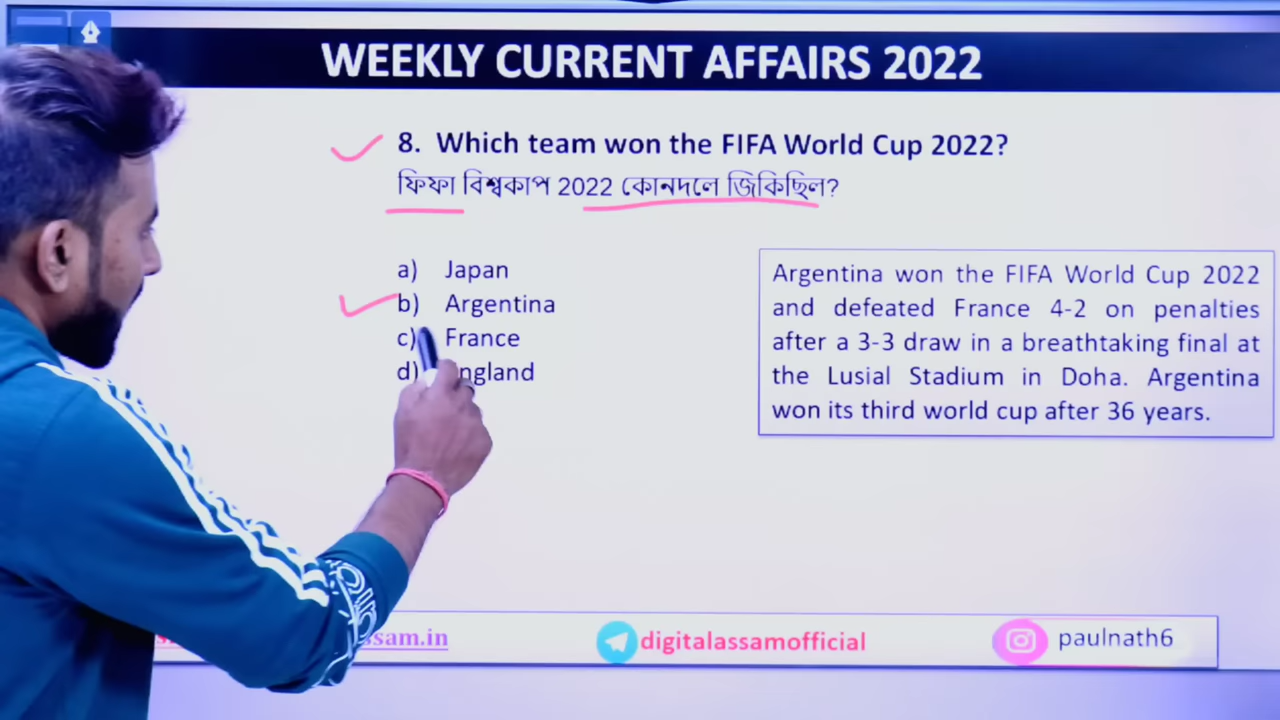 WEEKLY CURRENT AFFAIRS 2022
8. Which team won the FIFA World Cup 2022?
ফিফা বিশ্বকাপ 2022 কোনদলে জিকিছিল?
a) Japan
b) Argentina
c) France
d) England
Argentina won the FIFA World Cup 2022
and defeated France 4-2 on penalties
after a 3-3 draw in a breathtaking final at
the Lusial Stadium in Doha. Argentina
won its third world cup after 36 years.
ssam.in
digitalassamofficial
paulnath6